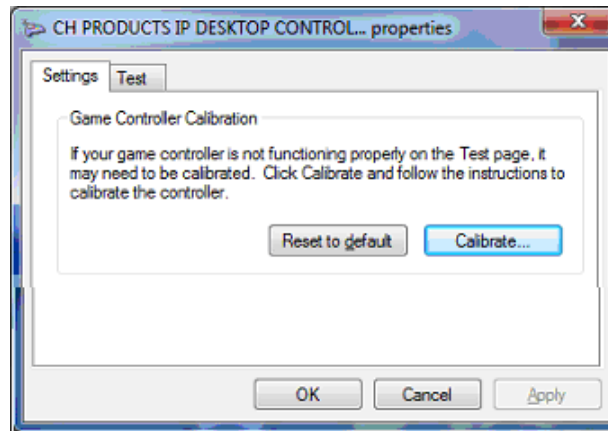 CH PRODUCTS IP DESKTOP CONTROL... properties
Settings Test
Game Controller Calibration
If your game controller is not functioning properly on the Test page, it
may need to be calibrated. Click Calibrate and follow the instructions to
calibrate the controller.
Reset to default Calibrate...
OK Cancel Apply